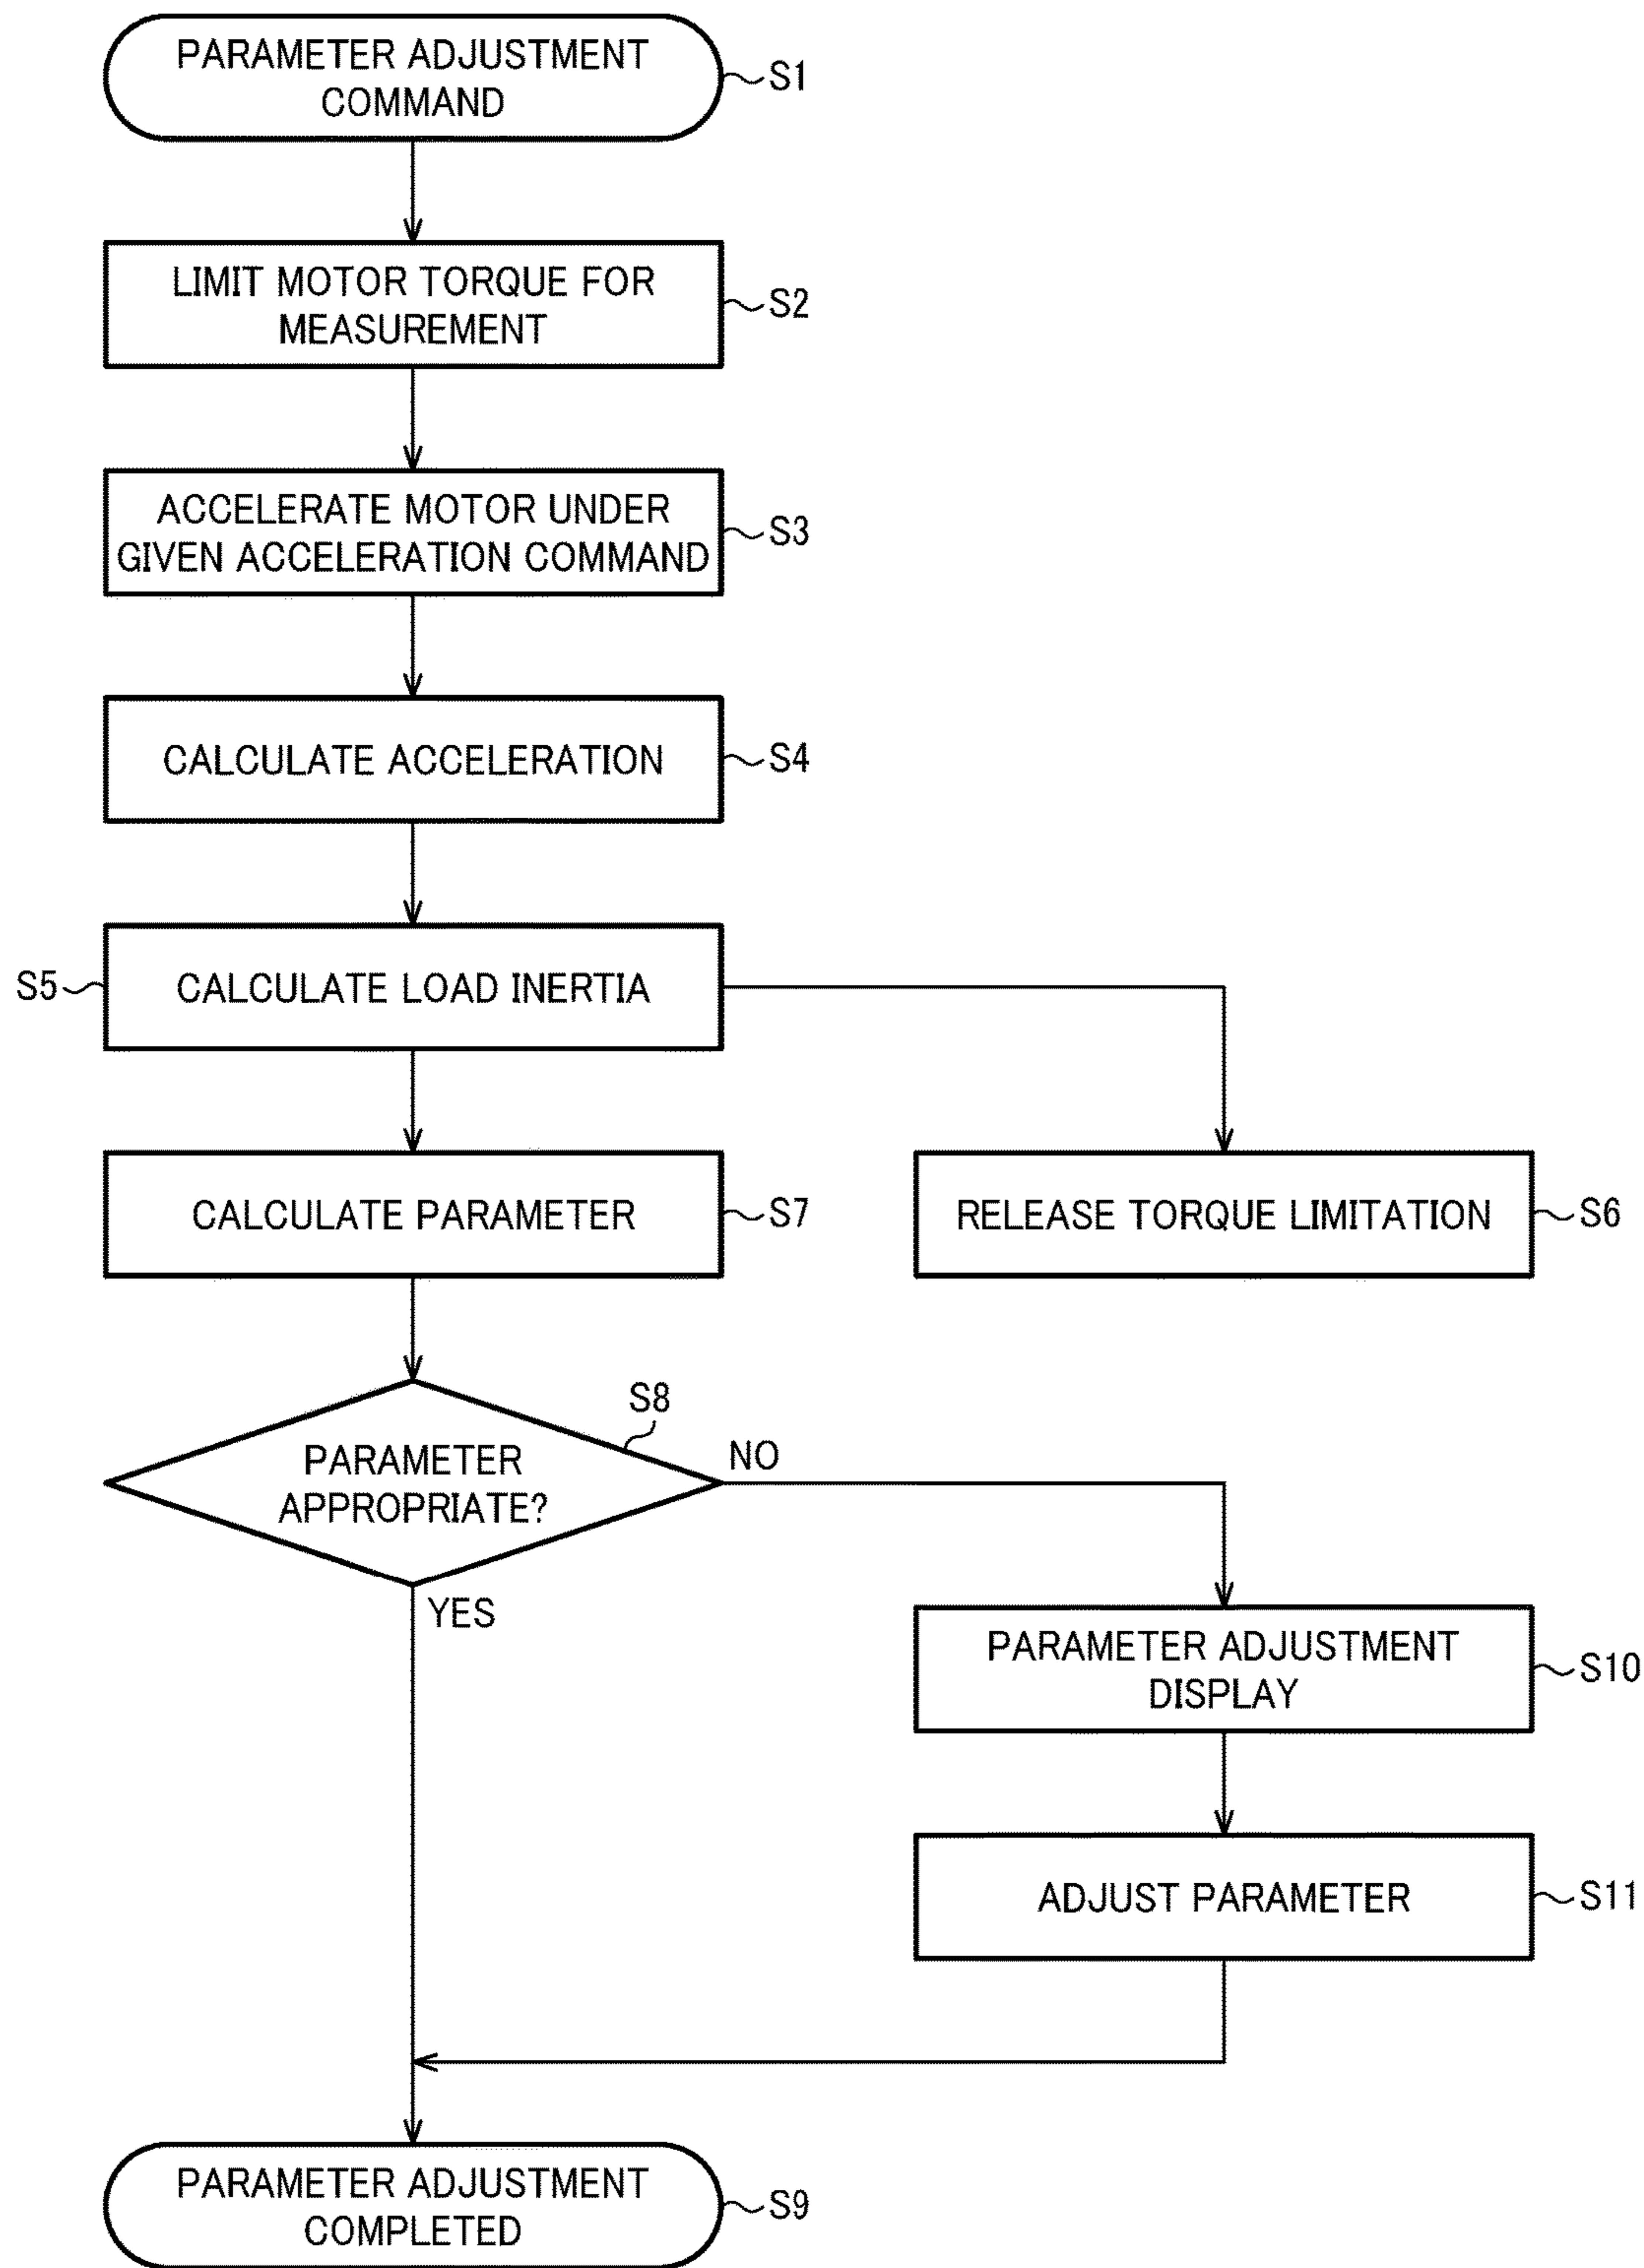 PARAMETER ADJUSTMENT
COMMAND
S1
LIMIT MOTOR TORQUE FOR
MEASUREMENT
S2
ACCELERATE MOTOR UNDER
GIVEN ACCELERATION COMMAND
S3
CALCULATE ACCELERATION
S4
S5
CALCULATE LOAD INERTIA
CALCULATE PARAMETER
S7
RELEASE TORQUE LIMITATION
S6
S8
PARAMETER
APPROPRIATE?
NO
YES
PARAMETER ADJUSTMENT
DISPLAY
S10
ADJUST PARAMETER
S11
PARAMETER ADJUSTMENT
COMPLETED
S9